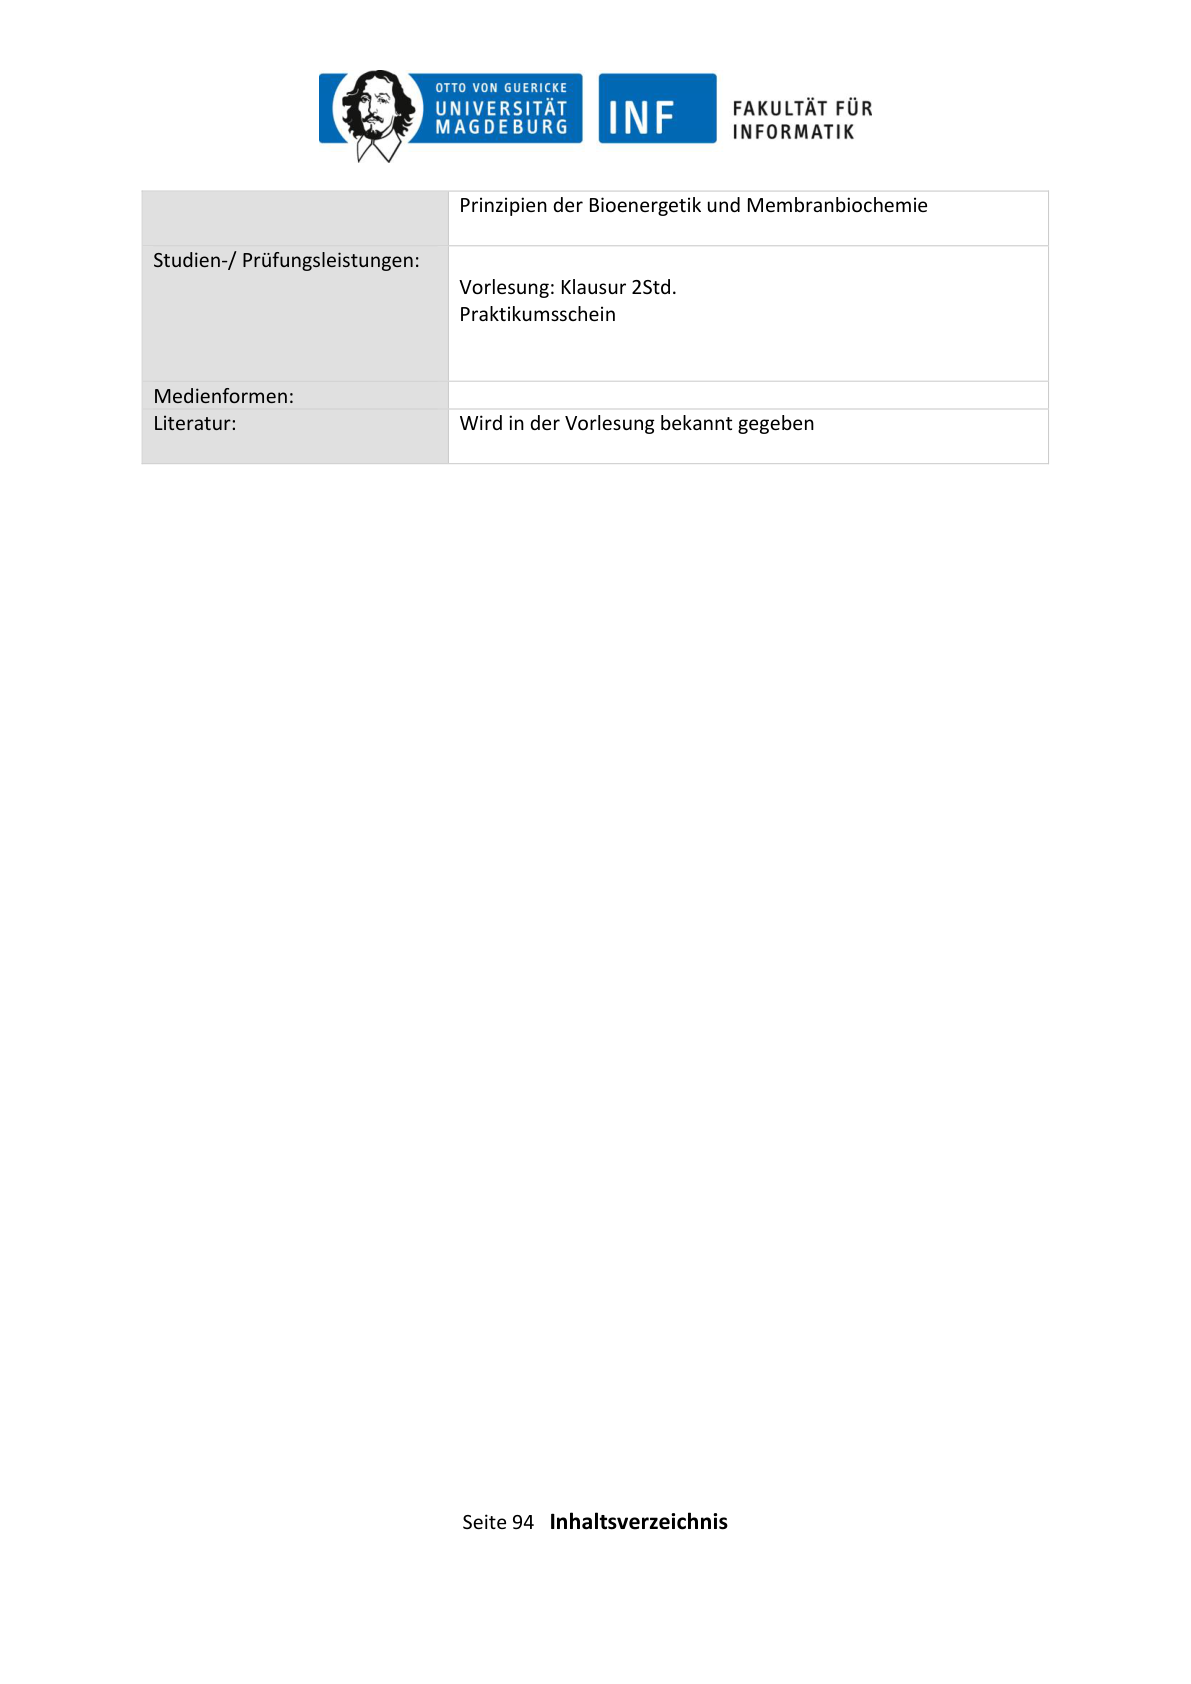 OTTO VON GUERICKE
UNIVERSITÄT
MAGDEBURG
INF
FAKULTÄT FÜR
INFORMATIK
Prinzipien der Bioenergetik und Membranbiochemie
Studien-/ Prüfungsleistungen:
Vorlesung: Klausur 2Std.
Praktikumsschein
Medienformen:
Literatur:
Wird in der Vorlesung bekannt gegeben
Seite 94 Inhaltsverzeichnis